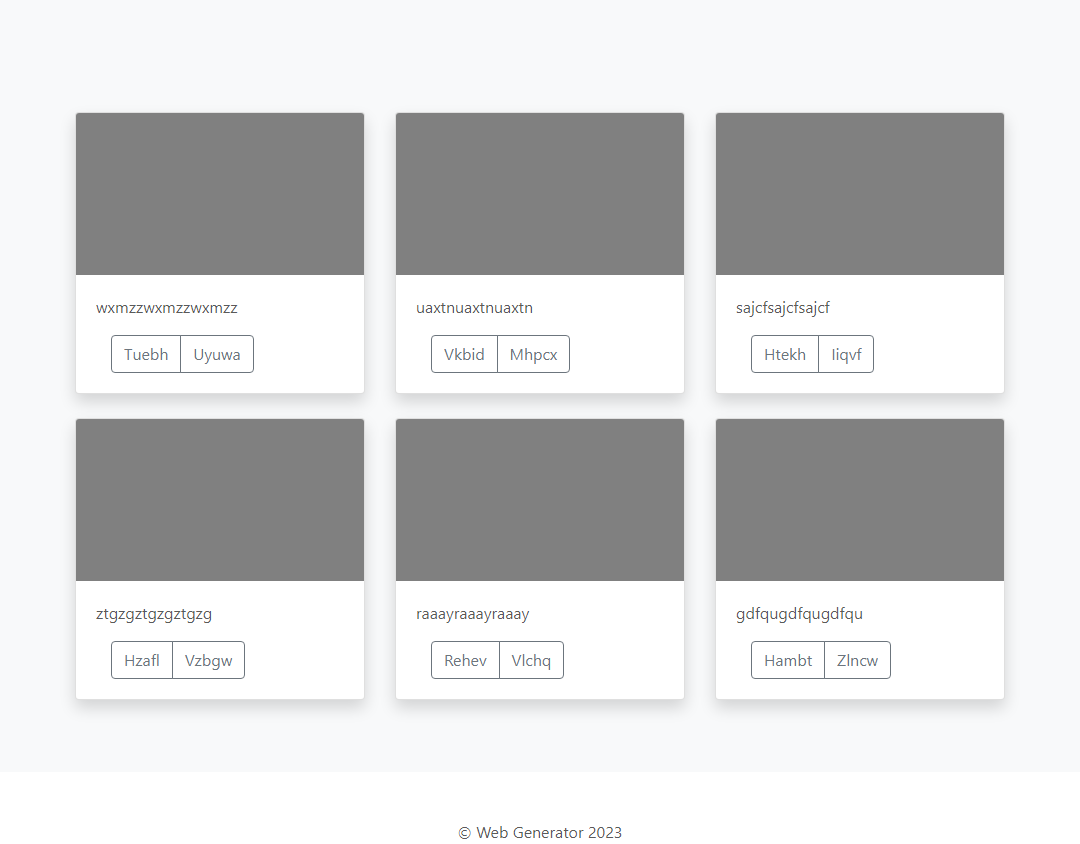 wxmzzwxmzzwxmzz
Tuebh Uyuwa
uaxtnuaxtnuaxtn
Vkbid Mhpcx
sajcfsajcfsajcf
Htekh Iiqvf
ztgzgztgzgztgzg
Hzafl Vzbgw
raaayraaayraaay
Rehev Vlchq
gdfqugdfqugdfqu
Hambt Zlncw
© Web Generator 2023